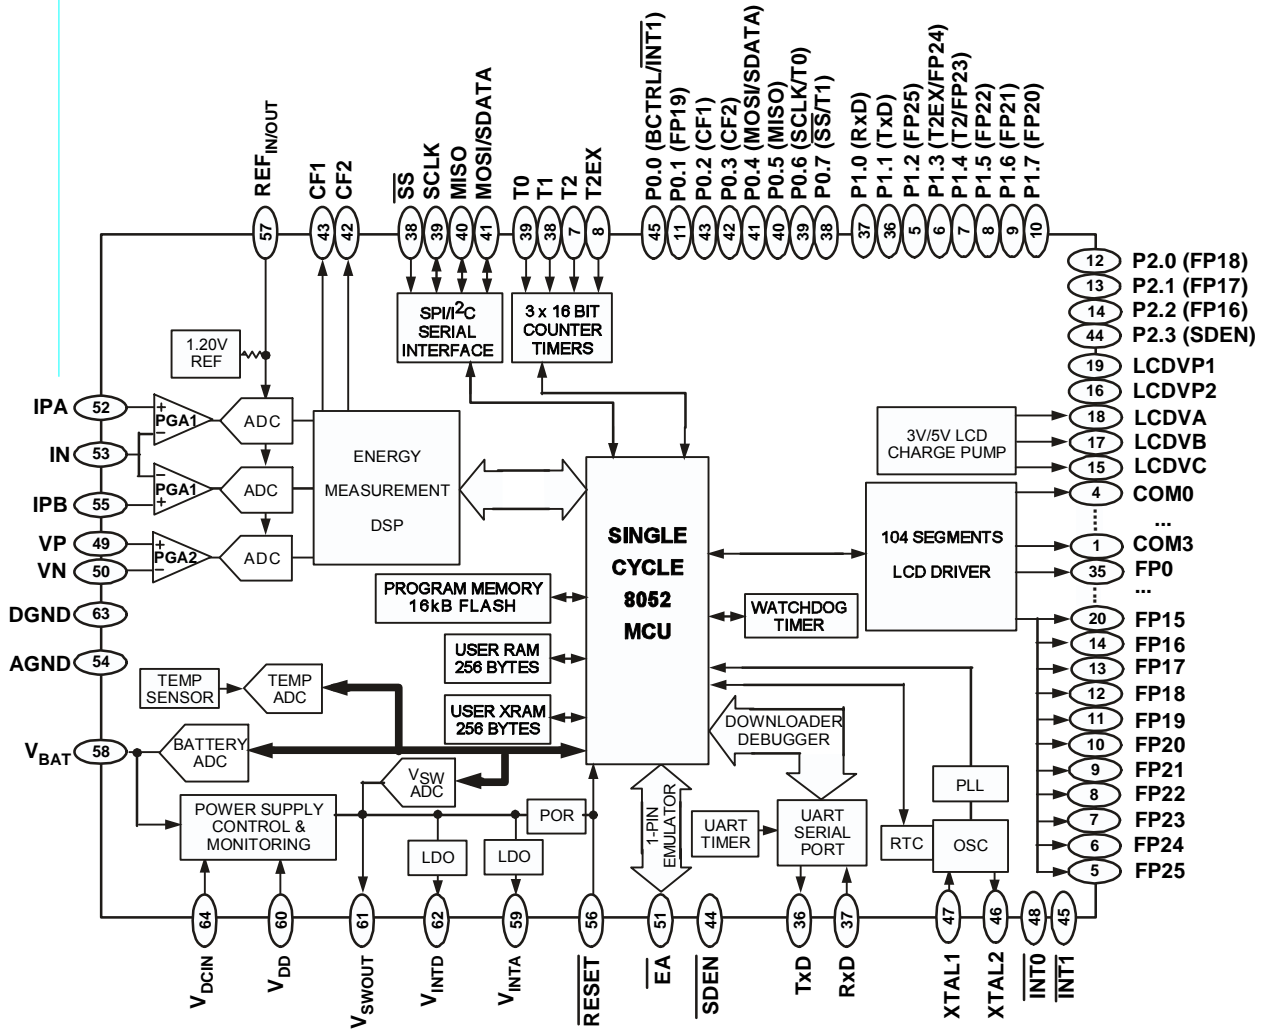 REFIN/OUT
CF1
CF2
SS
SCLK
MISO
MOSI/SDATA
T0
T1
T2
T2EX
P0.0 (BCTRL/INT1)
P0.1 (FP19)
P0.2 (CF1)
P0.3 (CF2)
P0.4 (MOSI/SDATA)
P0.5 (MISO)
P0.6 (SCLK/T0)
P0.7 (SS/T1)
P1.0 (RxD)
P1.1 (TxD)
P1.2 (FP25)
P1.3 (T2EX/FP24)
P1.4 (T2/FP23)
P1.5 (FP22)
P1.6 (FP21)
P1.7 (FP20)
57
43
42
38
39
40
41
39
38
7
8
45
11
43
42
41
40
39
38
37
36
5
6
7
8
9
10
12 P2.0 (FP18)
13 P2.1 (FP17)
14 P2.2 (FP16)
44 P2.3 (SDEN)
19 LCDVP1
16 LCDVP2
18 LCDVA
17 LCDVB
15 LCDVC
4 COM0
...
1 COM3
35 FP0
...
20 FP15
14 FP16
13 FP17
12 FP18
11 FP19
10 FP20
9 FP21
8 FP22
7 FP23
6 FP24
5 FP25
SPI/I2C
SERIAL
INTERFACE
3 x 16 BIT
COUNTER
TIMERS
1.20V
REF
IPA 52
IN 53
IPB 55
VP 49
VN 50
DGND 63
AGND 54
VBAT 58
+
PGA1
–
ADC
–
PGA1
+
ADC
+
PGA2
–
ADC
ENERGY
MEASUREMENT
DSP
3V/5V LCD
CHARGE PUMP
104 SEGMENTS
LCD DRIVER
SINGLE
CYCLE
8052
MCU
PROGRAM MEMORY
16kB FLASH
WATCHDOG
TIMER
USER RAM
256 BYTES
USER XRAM
256 BYTES
TEMP
SENSOR
TEMP
ADC
BATTERY
ADC
VSW
ADC
DOWNLOADER
DEBUGGER
POWER SUPPLY
CONTROL &
MONITORING
LDO
LDO
POR
1-PIN
EMULATOR
UART
TIMER
UART
SERIAL
PORT
PLL
RTC
OSC
64
60
61
62
59
56
51
44
36
37
47
46
48
45
VDCIN
VDD
VSWOUT
VINTD
VINTA
RESET
EA
SDEN
TxD
RxD
XTAL1
XTAL2
INT0
INT1